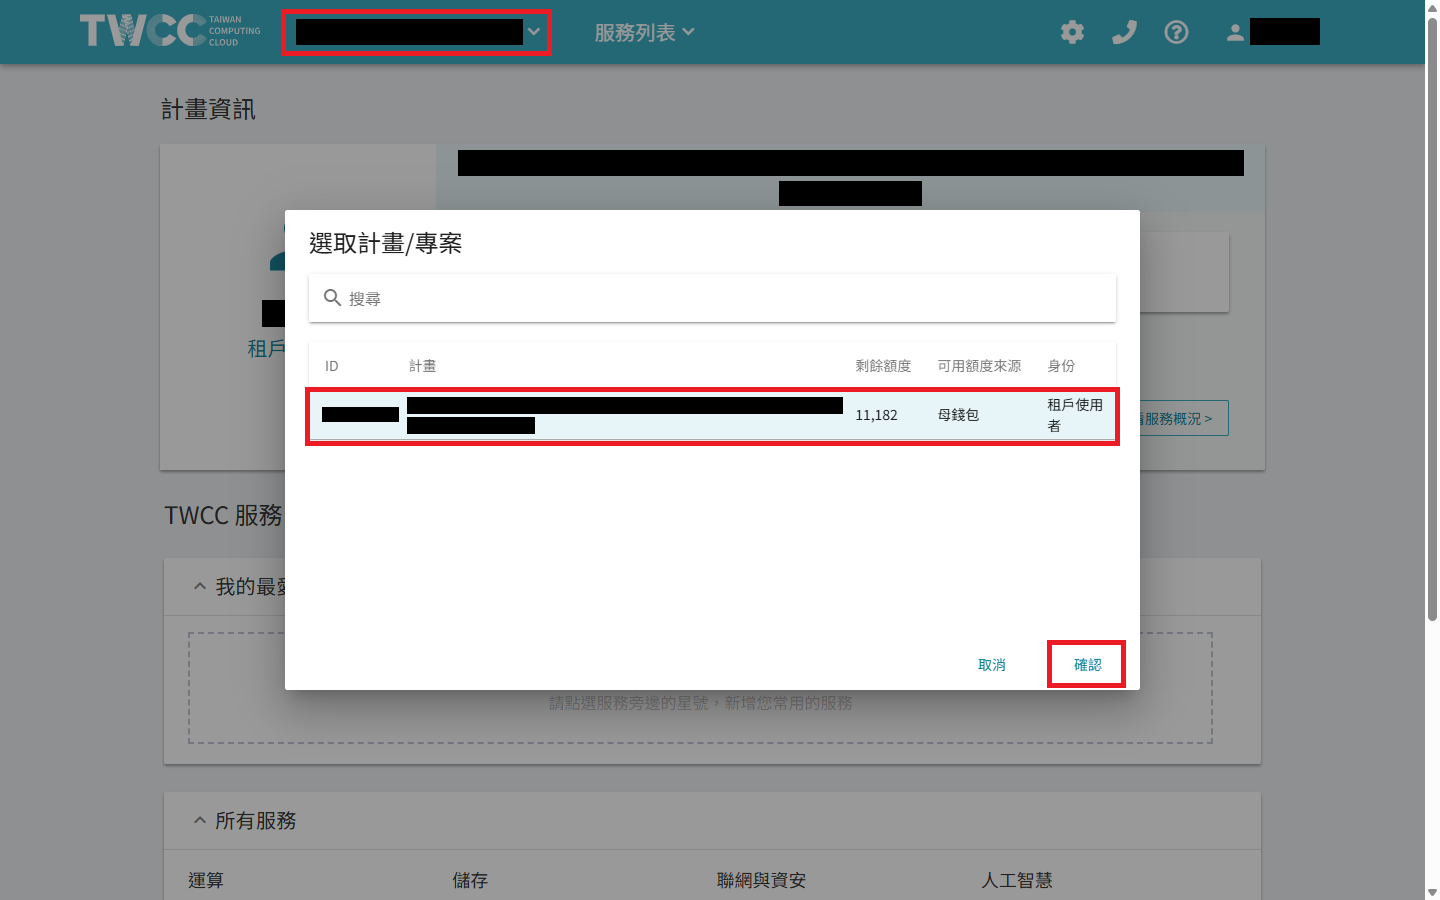 TWCC TAIWAN
COMPUTING
CLOUD
服務列表
計畫資訊
選取計畫/專案
搜尋
ID 計畫 剩餘額度 可用額度來源 身份
11,182 母錢包 租戶使用
者
租戶
服務概況 >
TWCC 服務
我的最愛
取消 確認
請點選服務旁邊的星號，新增您常用的服務
所有服務
運算 儲存 聯網與資安 人工智慧